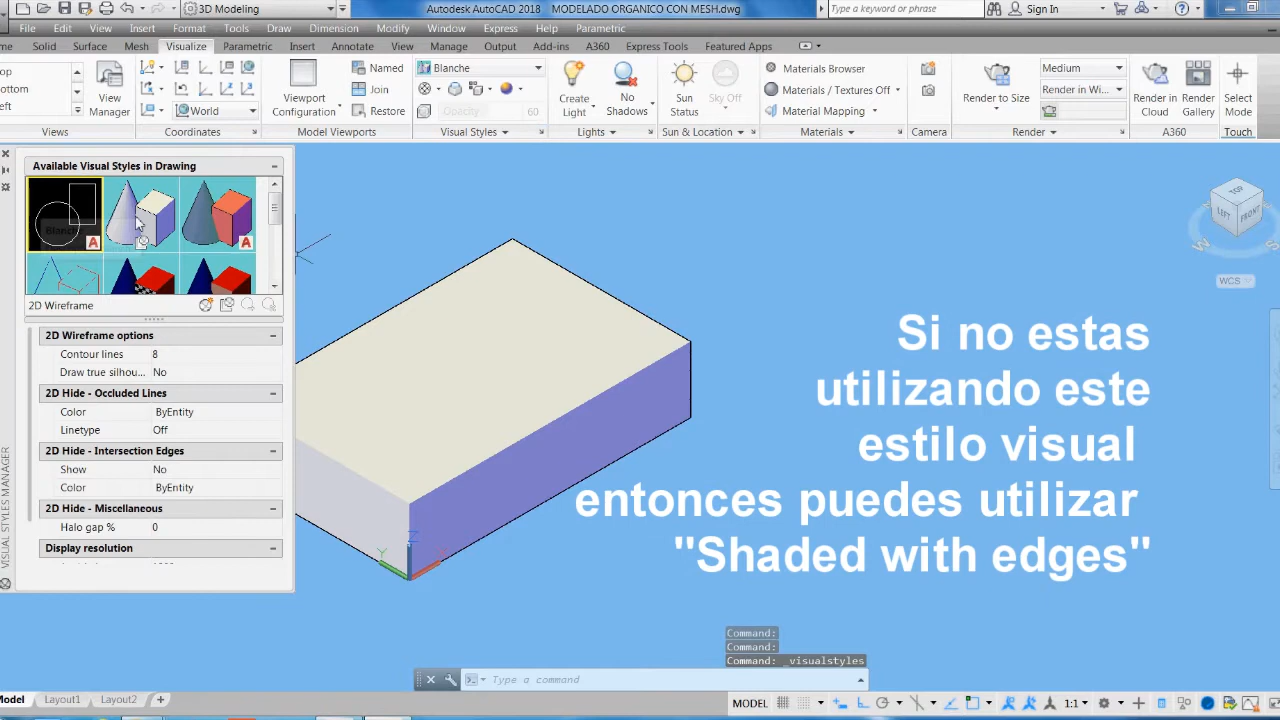 3D Modeling
Autodesk AutoCAD 2018 MODELADO ORGANICO CON MESH.dwg
Type a keyword or phrase
Sign In
File Edit View Insert Format Tools Draw Dimension Modify Window Express Help Parametric
Solid Surface Mesh Visualize Parametric Insert Annotate View Manage Output Add-ins A360 Express Tools Featured Apps
View Manager
Views
World
Coordinates
Viewport Configuration
Named
Join
Restore
Model Viewports
Blanche
Opacity 60
Visual Styles
Create Light
No Shadows
Lights
Sun Status
Sky Off
Sun & Location
Materials Browser
Materials / Textures Off
Material Mapping
Materials
Camera
Render to Size
Medium
Render in Wi...
Render
Render in Cloud
Render Gallery
A360
Select Mode
Touch
Available Visual Styles in Drawing
2D Wireframe
2D Wireframe options
Contour lines 8
Draw true silhou... No
2D Hide - Occluded Lines
Color ByEntity
Linetype Off
2D Hide - Intersection Edges
Show No
Color ByEntity
2D Hide - Miscellaneous
Halo gap % 0
Display resolution
VISUAL STYLES MANAGER
TOP
LEFT
FRONT
W
S
WCS
Z
Y
Si no estas
utilizando este
estilo visual
entonces puedes utilizar
"Shaded with edges"
Command:
Command:
Command: _visualstyles
Type a command
Model Layout1 Layout2 +
MODEL
1:1